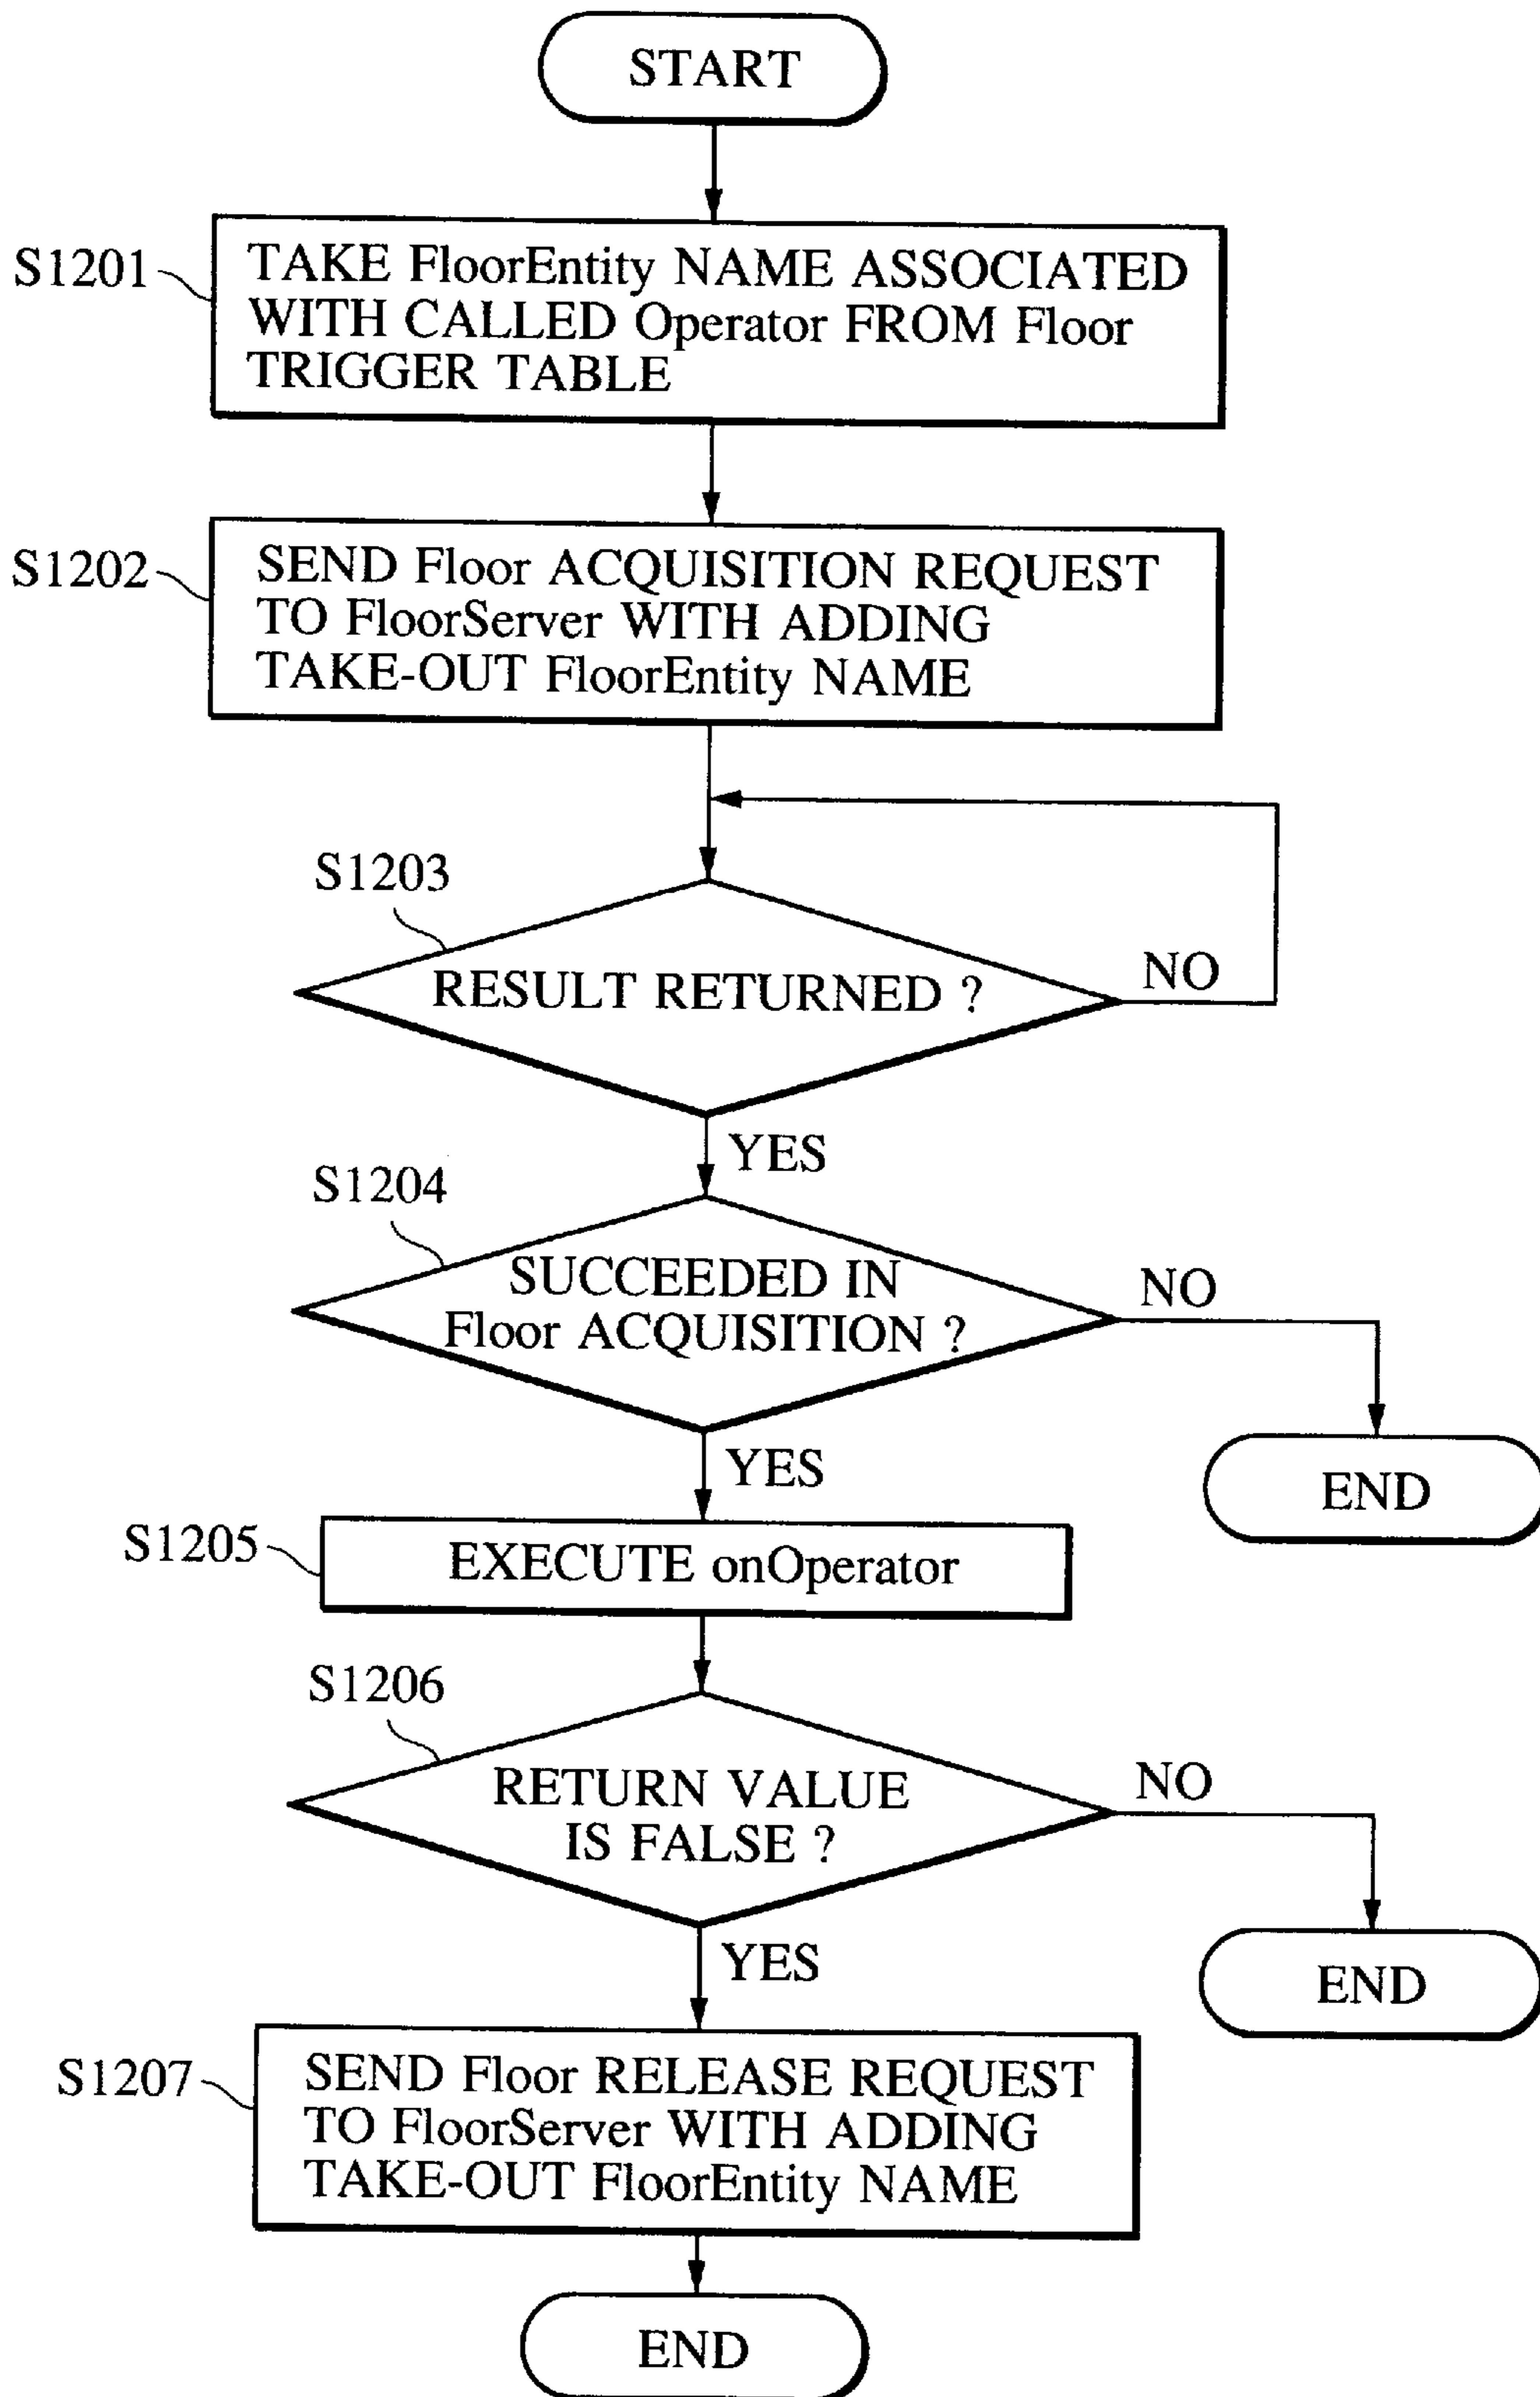 START
S1201
TAKE FloorEntity NAME ASSOCIATED
WITH CALLED Operator FROM Floor
TRIGGER TABLE
S1202
SEND Floor ACQUISITION REQUEST
TO FloorServer WITH ADDING
TAKE-OUT FloorEntity NAME
S1203
RESULT RETURNED ?
NO
YES
S1204
SUCCEEDED IN
Floor ACQUISITION ?
NO
END
YES
S1205
EXECUTE onOperator
S1206
RETURN VALUE
IS FALSE ?
NO
END
YES
S1207
SEND Floor RELEASE REQUEST
TO FloorServer WITH ADDING
TAKE-OUT FloorEntity NAME
END